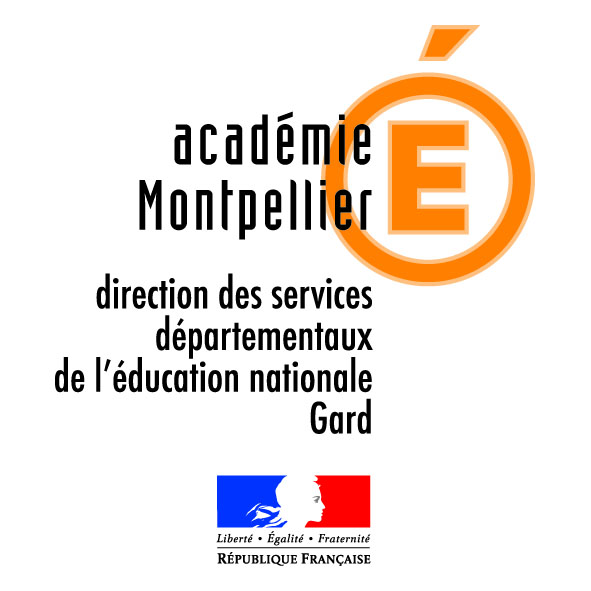 académie
Montpellier
É
direction des services
départementaux
de l'éducation nationale
Gard
Liberté • Égalité • Fraternité
RÉPUBLIQUE FRANÇAISE